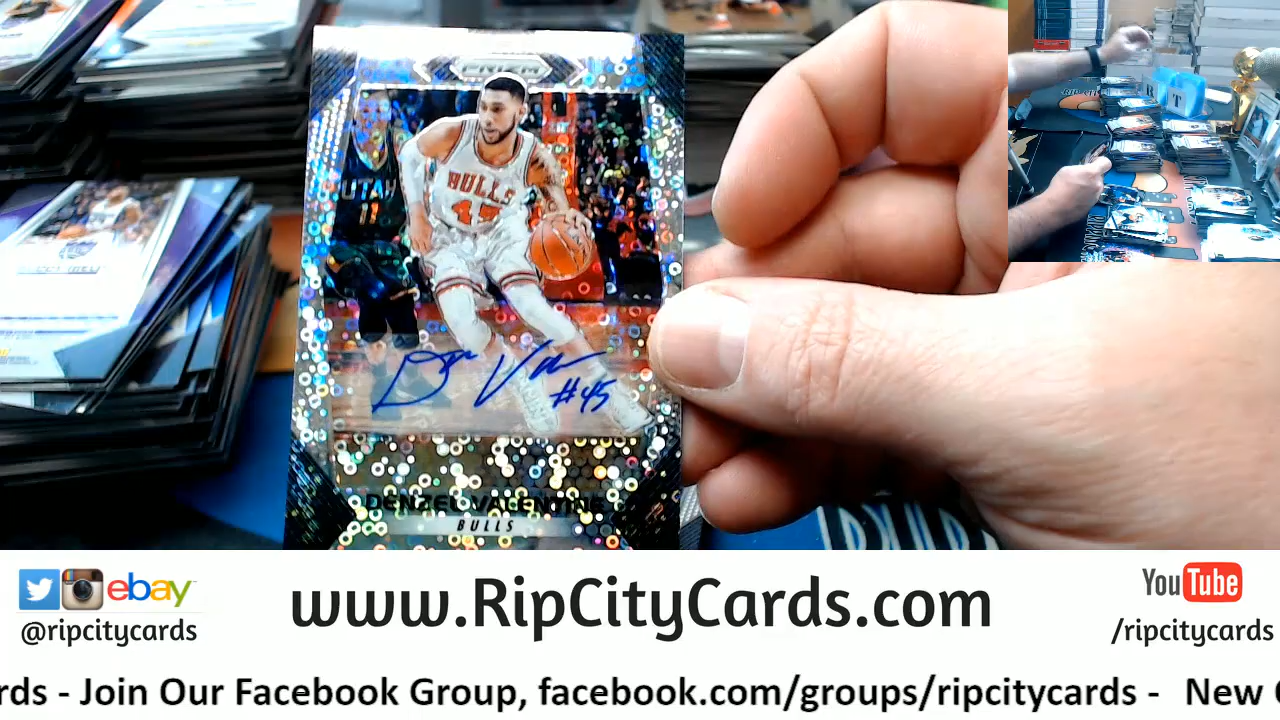 PRIZM
UTAH
11
BULLS
45
#45
DENZEL VALENTINE
BULLS
ebay
@ripcitycards
www.RipCityCards.com
YouTube
/ripcitycards
rds - Join Our Facebook Group, facebook.com/groups/ripcitycards - New